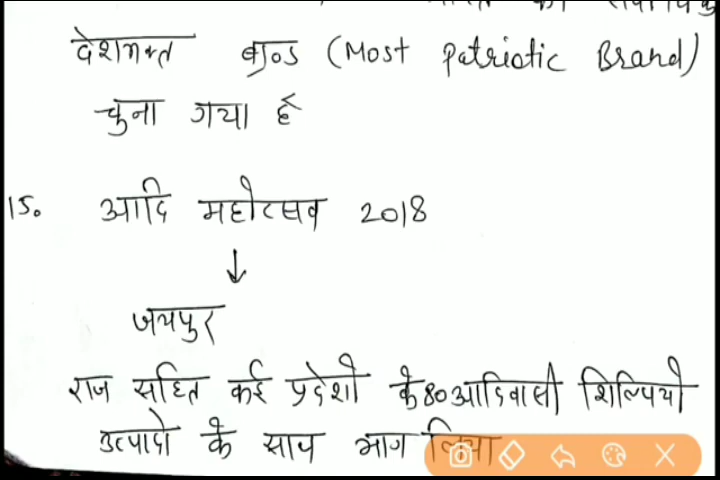 देशभक्त ब्राण्ड (Most Patriotic Brand)
चुना गया है
15. आदि महोत्सव 2018
↓
जयपुर
राज सहित कई प्रदेशो के 80 आदिवासी शिल्पियो
उत्पादो के साथ भाग लिया